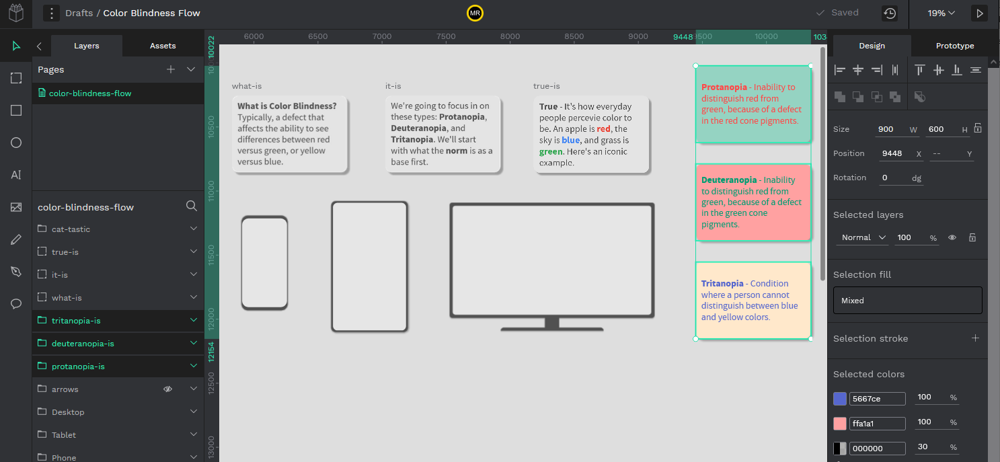 Drafts / Color Blindness Flow
MR
Saved
19%
Layers
Assets
Pages
color-blindness-flow
color-blindness-flow
cat-tastic
true-is
it-is
what-is
tritanopia-is
deuteranopia-is
protanopia-is
arrows
Desktop
Tablet
Phone
AI
6000 6500 7000 7500 8000 8500 9000 9448 10000
10022
10500
11000
11500
12000
12154
12500
13000
what-is
What is Color Blindness?
Typically, a defect that
affects the ability to see
differences between red
versus green, or yellow
versus blue.
it-is
We're going to focus in on
these types: Protanopia,
Deuteranopia, and
Tritanopia. We'll start
with what the norm is as a
base first.
true-is
True - It's how everyday
people percevie color to
be. An apple is red, the
sky is blue, and grass is
green. Here's an iconic
example.
Protanopia - Inability to
distinguish red from
green, because of a defect
in the red cone pigments.
Deuteranopia - Inability
to distinguish red from
green, because of a defect
in the green cone
pigments.
Tritanopia - Condition
where a person cannot
distinguish between blue
and yellow colors.
Design
Prototype
Size 900 W 600 H
Position 9448 X -- Y
Rotation 0 dg
Selected layers
Normal 100 %
Selection fill
Mixed
Selection stroke
Selected colors
5667ce 100 %
ffa1a1 100 %
000000 30 %